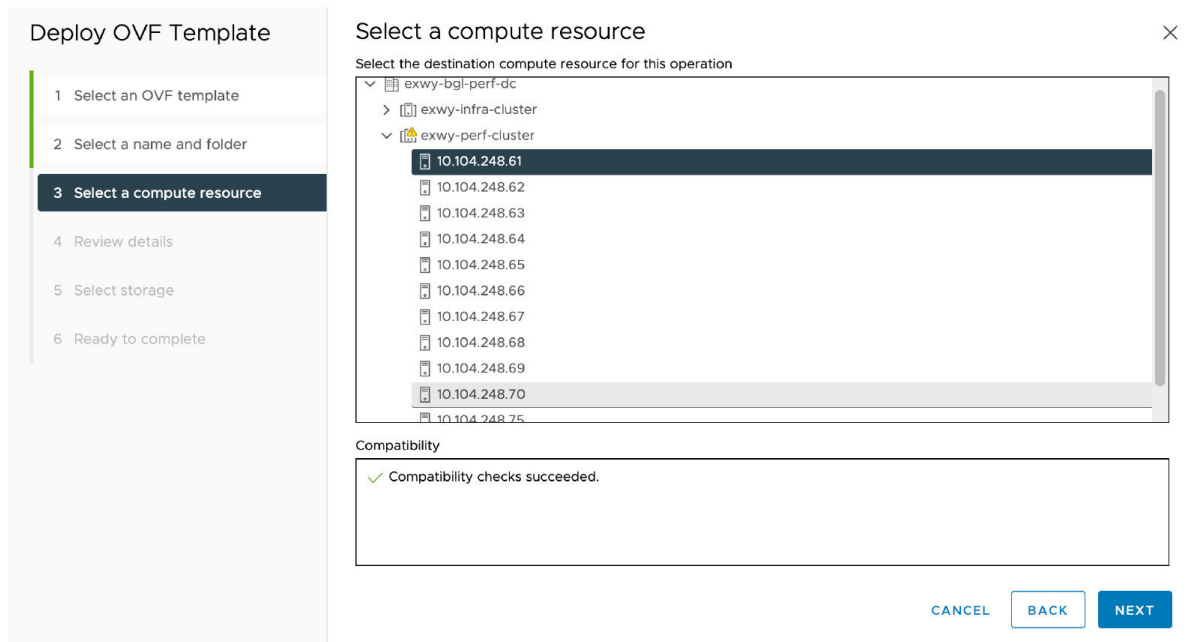 Deploy OVF Template
1 Select an OVF template
2 Select a name and folder
3 Select a compute resource
4 Review details
5 Select storage
6 Ready to complete
Select a compute resource
Select the destination compute resource for this operation
exwy-bgl-perf-dc
exwy-infra-cluster
exwy-perf-cluster
10.104.248.61
10.104.248.62
10.104.248.63
10.104.248.64
10.104.248.65
10.104.248.66
10.104.248.67
10.104.248.68
10.104.248.69
10.104.248.70
10.104.248.75
Compatibility
Compatibility checks succeeded.
CANCEL BACK NEXT